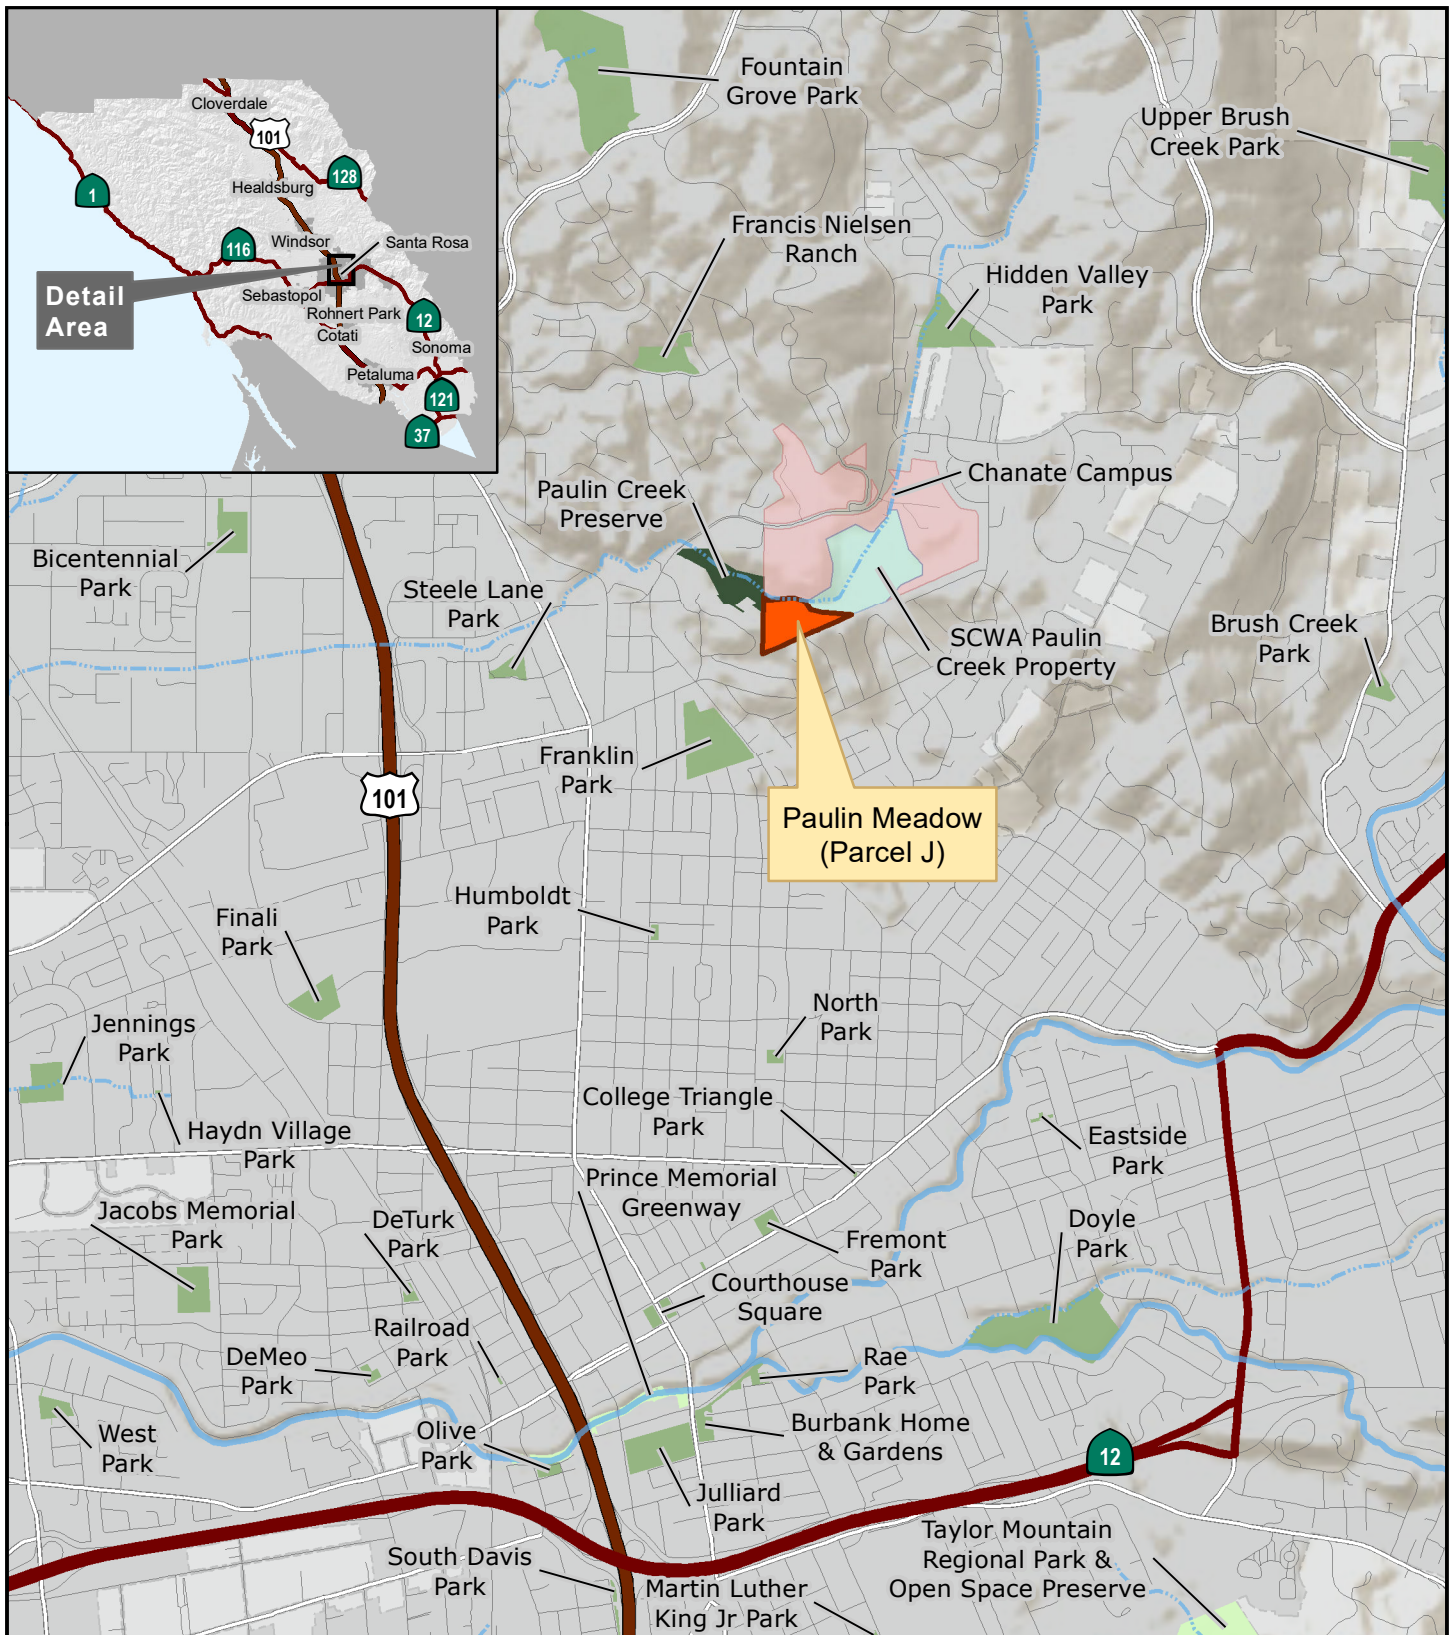 Cloverdale
101
128
Healdsburg
1
Windsor
116
Santa Rosa
Detail
Area
Sebastopol
Rohnert Park
12
Cotati
Sonoma
Petaluma
121
37
Fountain
Grove Park
Upper Brush
Creek Park
Francis Nielsen
Ranch
Hidden Valley
Park
Chanate Campus
Paulin Creek
Preserve
Bicentennial
Park
Steele Lane
Park
SCWA Paulin
Creek Property
Brush Creek
Park
Franklin
Park
101
Paulin Meadow
(Parcel J)
Humboldt
Park
Finali
Park
North
Park
Jennings
Park
College Triangle
Park
Haydn Village
Park
Eastside
Park
Prince Memorial
Greenway
Jacobs Memorial
Park
DeTurk
Park
Doyle
Park
Fremont
Park
Courthouse
Square
Railroad
Park
DeMeo
Park
Rae
Park
West
Park
Olive
Park
Burbank Home
& Gardens
12
Julliard
Park
Taylor Mountain
Regional Park &
Open Space Preserve
South Davis
Park
Martin Luther
King Jr Park